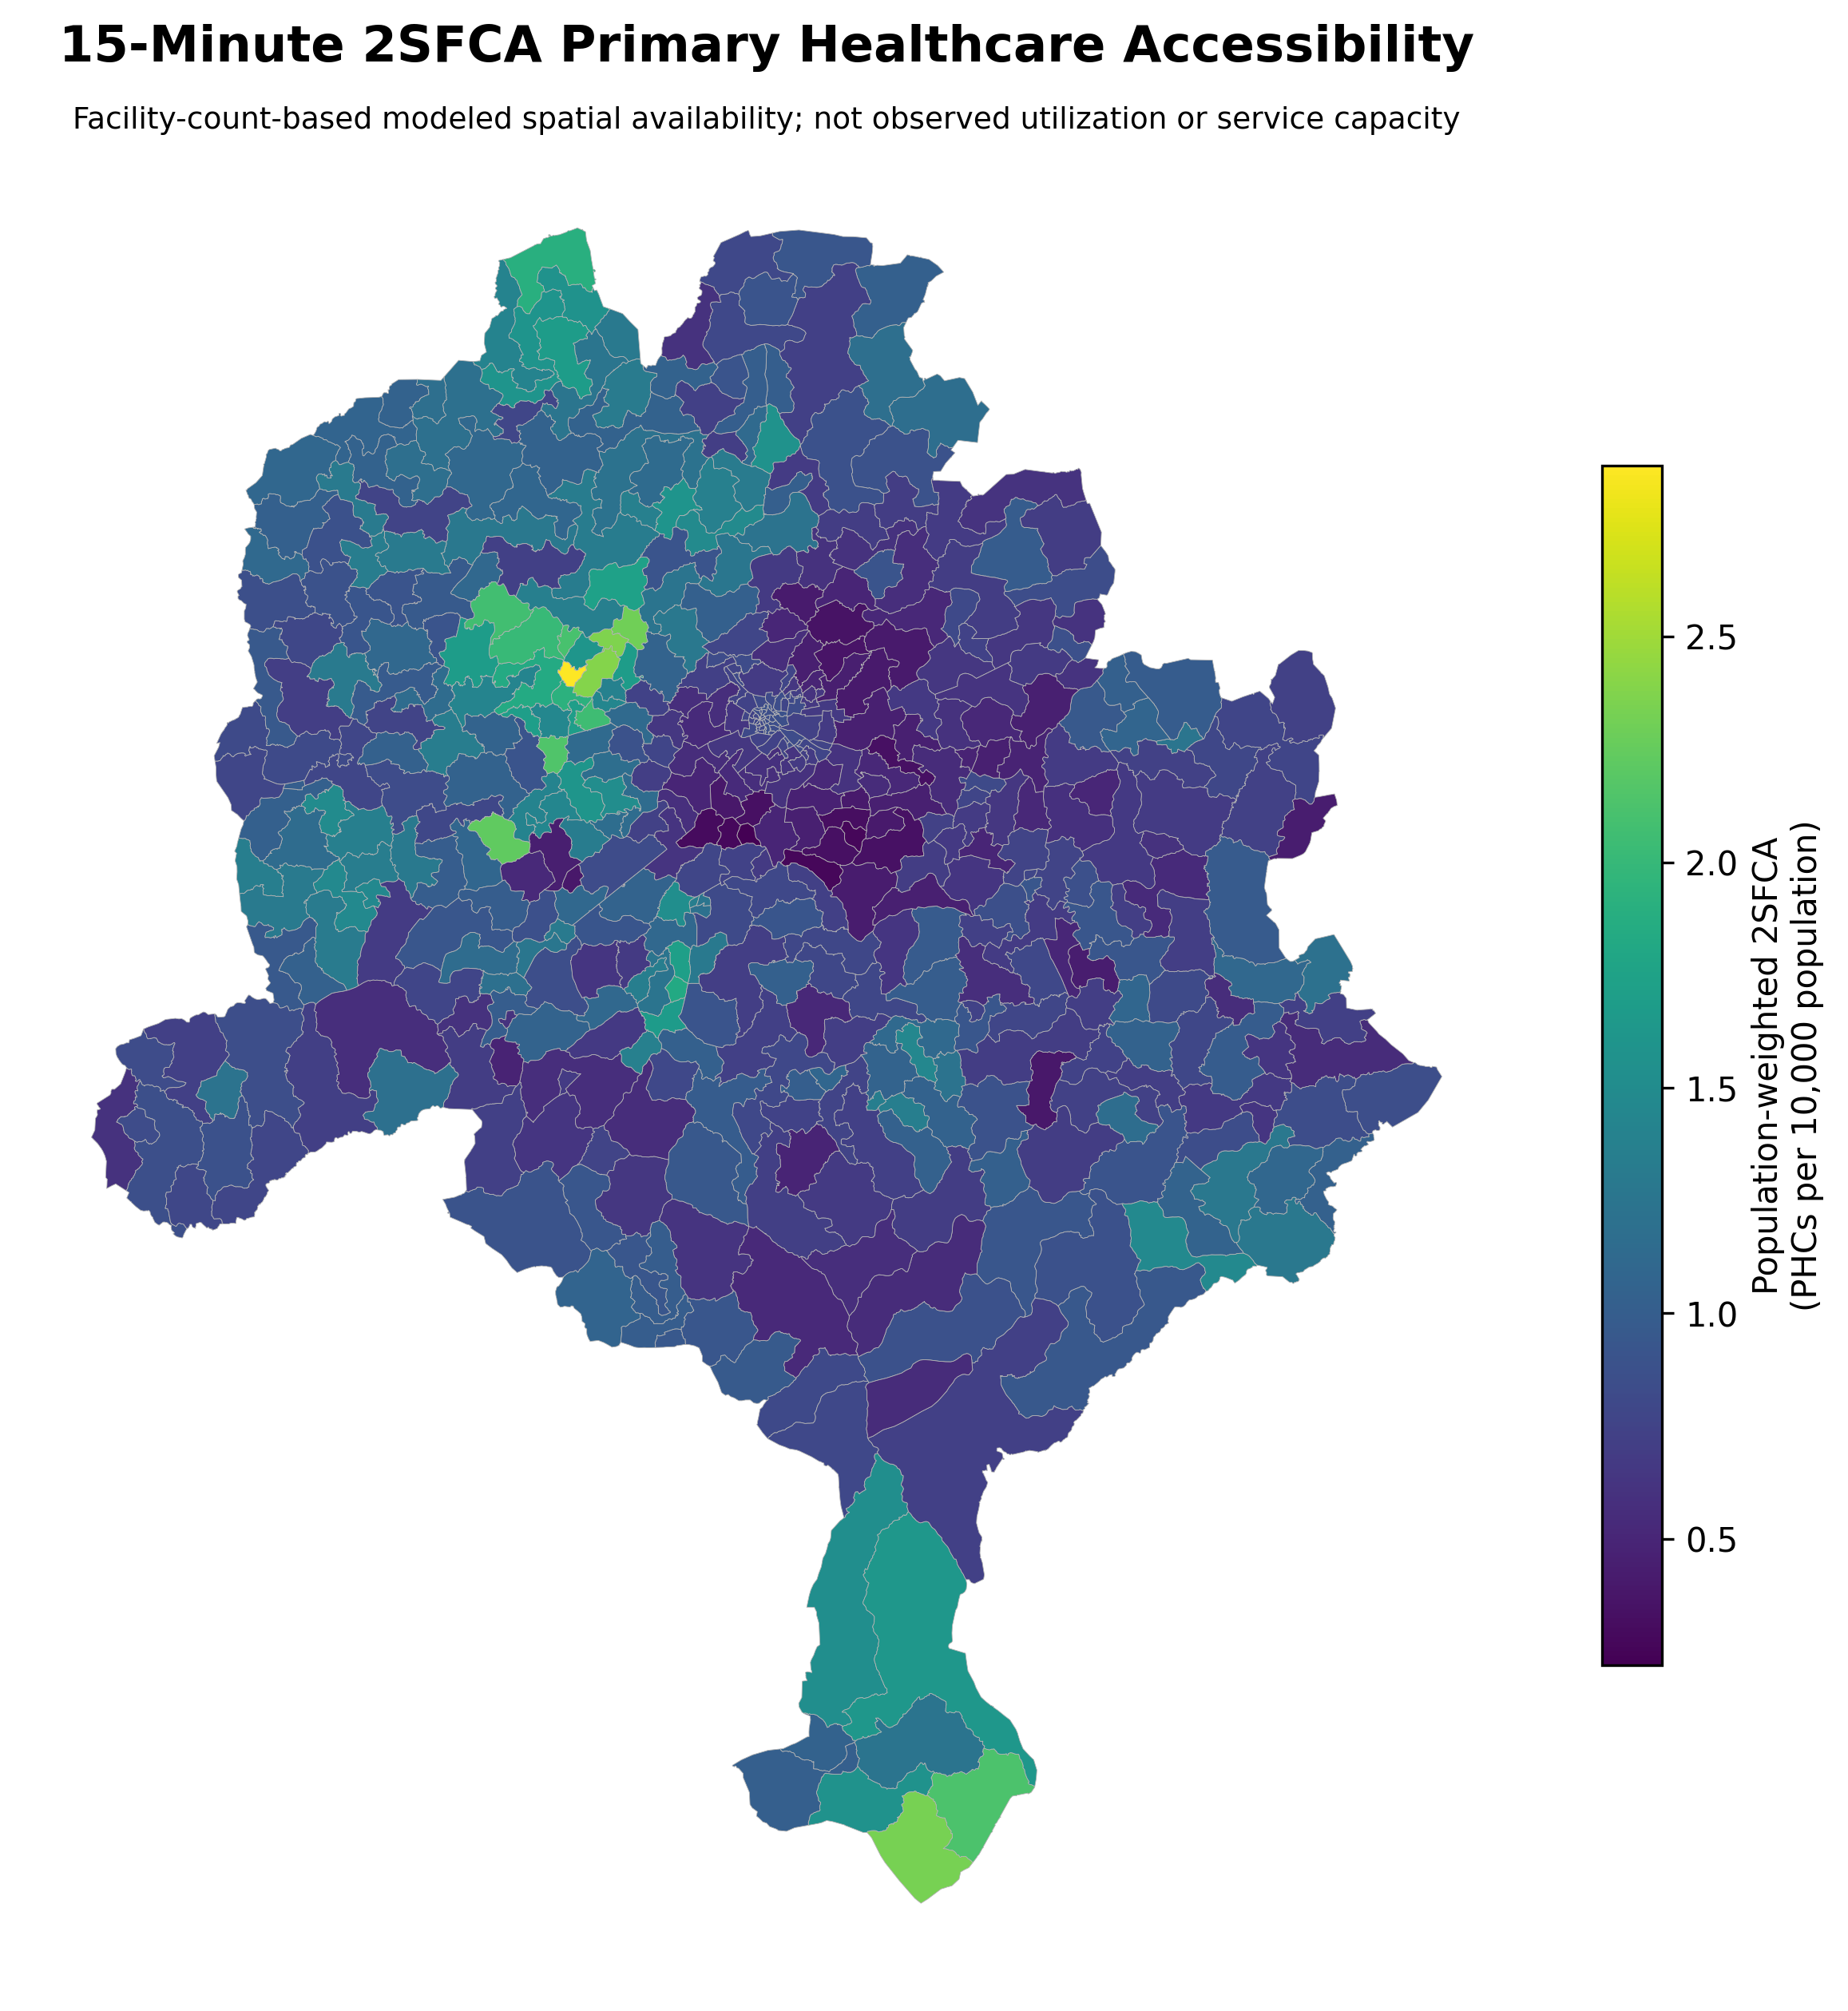 15-Minute 2SFCA Primary Healthcare Accessibility
Facility-count-based modeled spatial availability; not observed utilization or service capacity
2.5
2.0
1.5
1.0
0.5
Population-weighted 2SFCA
(PHCs per 10,000 population)